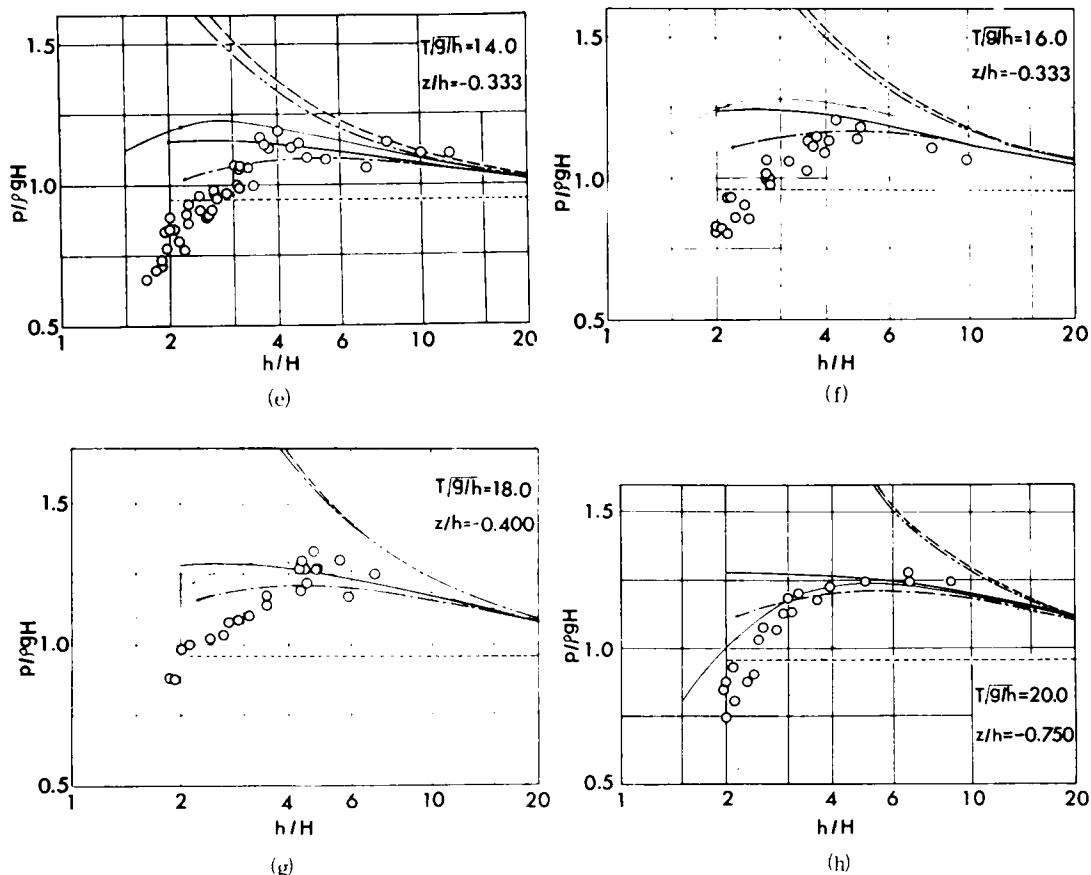 1.5
1.0
0.5
p/ρgH
T√g/h=14.0
z/h=-0.333
1 2 4 6 10 20
h/H
(e)
1.5
1.0
0.5
p/ρgH
T√g/h=16.0
z/h=-0.333
1 2 4 6 10 20
h/H
(f)
1.5
1.0
0.5
p/ρgH
T√g/h=18.0
z/h=-0.400
1 2 4 6 10 20
h/H
(g)
1.5
1.0
0.5
p/ρgH
T√g/h=20.0
z/h=-0.750
1 2 4 6 10 20
h/H
(h)